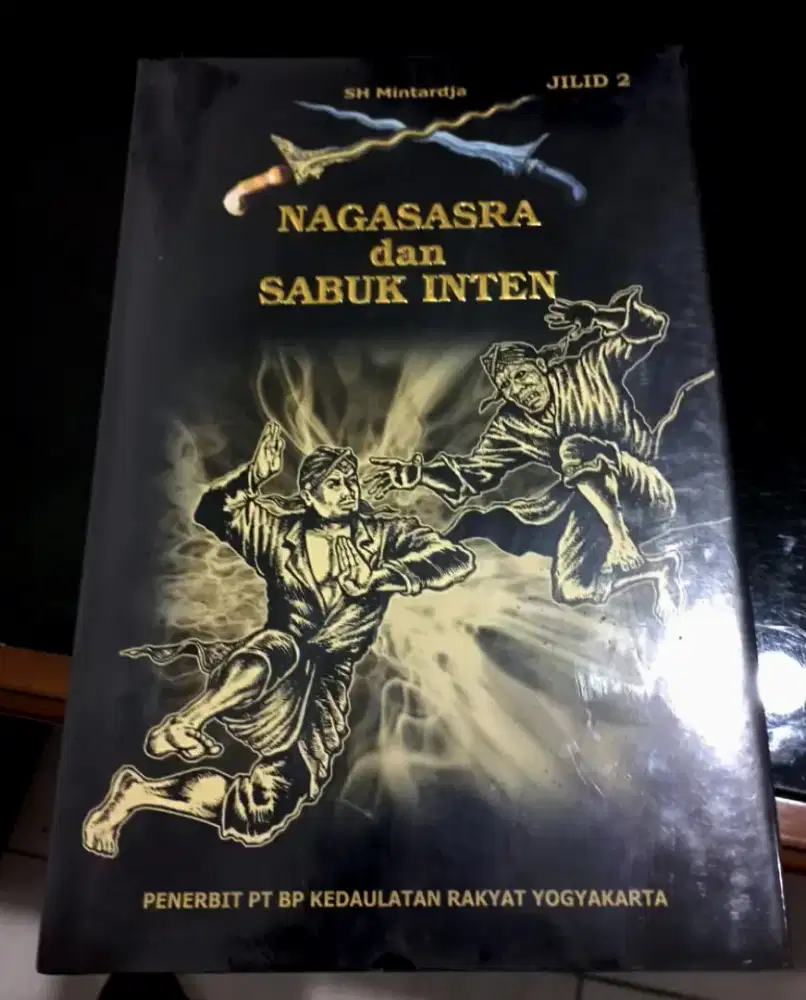 SH Mintardja
JILID 2
NAGASASRA
dan
SABUK INTEN
PENERBIT PT BP KEDAULATAN RAKYAT YOGYAKARTA